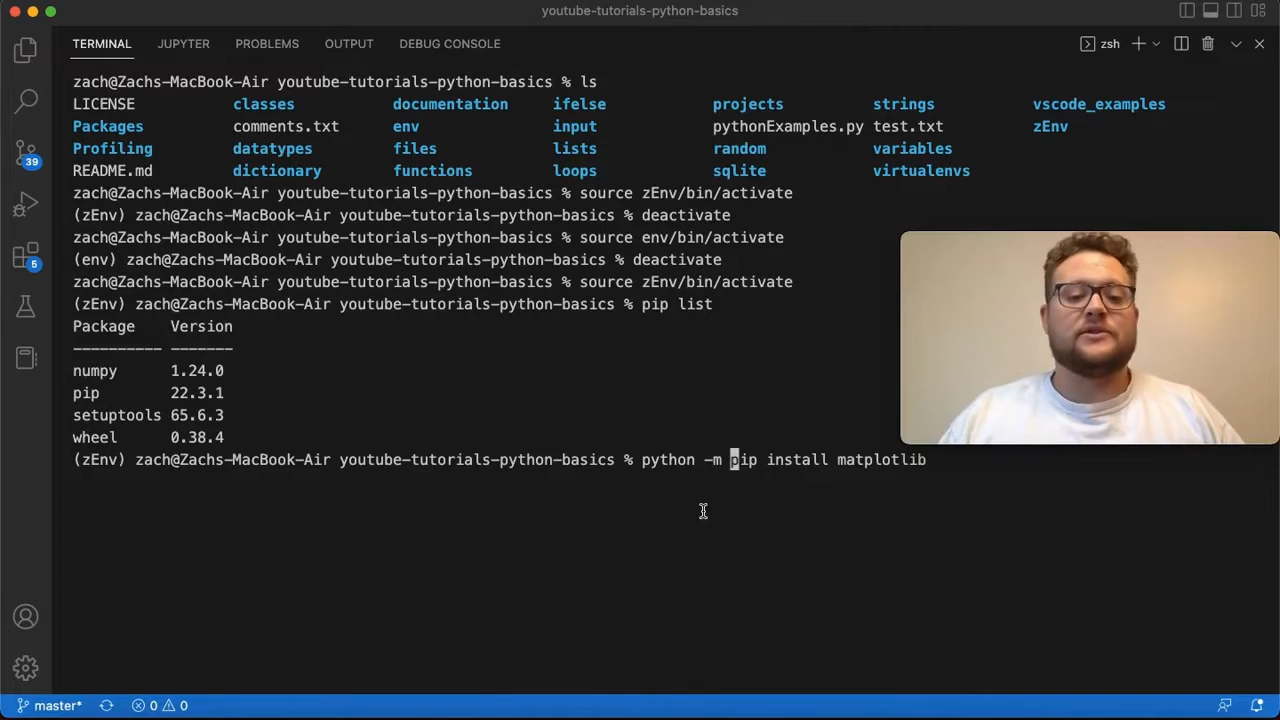 youtube-tutorials-python-basics
TERMINAL JUPYTER PROBLEMS OUTPUT DEBUG CONSOLE zsh
zach@Zachs-MacBook-Air youtube-tutorials-python-basics % ls
LICENSE classes documentation ifelse projects strings vscode_examples
Packages comments.txt env input pythonExamples.py test.txt zEnv
Profiling datatypes files lists random variables
README.md dictionary functions loops sqlite virtualenvs
zach@Zachs-MacBook-Air youtube-tutorials-python-basics % source zEnv/bin/activate
(zEnv) zach@Zachs-MacBook-Air youtube-tutorials-python-basics % deactivate
zach@Zachs-MacBook-Air youtube-tutorials-python-basics % source env/bin/activate
(env) zach@Zachs-MacBook-Air youtube-tutorials-python-basics % deactivate
zach@Zachs-MacBook-Air youtube-tutorials-python-basics % source zEnv/bin/activate
(zEnv) zach@Zachs-MacBook-Air youtube-tutorials-python-basics % pip list
Package Version
---------- -------
numpy 1.24.0
pip 22.3.1
setuptools 65.6.3
wheel 0.38.4
(zEnv) zach@Zachs-MacBook-Air youtube-tutorials-python-basics % python -m pip install matplotlib
39
5
master* 0 0